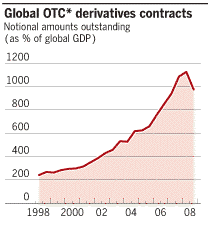 Global OTC* derivatives contracts
Notional amounts outstanding
(as % of global GDP)
1200
1000
800
600
400
200
0
1998 2000 02 04 06 08